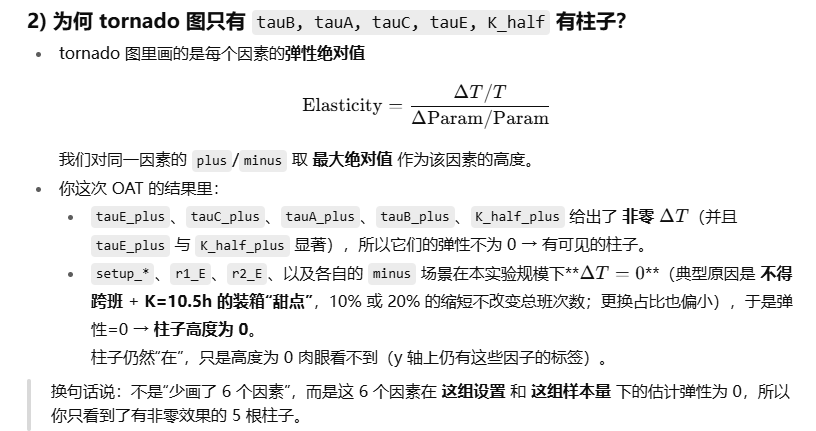 2) 为何 tornado 图只有 tauB, tauA, tauC, tauE, K_half 有柱子？
• tornado 图里画的是每个因素的弹性绝对值
Elasticity = (ΔT/T) / (ΔParam/Param)
我们对同一因素的 plus/minus 取 最大绝对值 作为该因素的高度。
• 你这次 OAT 的结果里：
• tauE_plus、tauC_plus、tauA_plus、tauB_plus、K_half_plus 给出了 非零 ΔT（并且
tauE_plus 与 K_half_plus 显著），所以它们的弹性不为 0 → 有可见的柱子。
• setup_*、r1_E、r2_E、以及各自的 minus 场景在本实验规模下**ΔT = 0**（典型原因是 不得
跨班 + K=10.5h 的装箱“甜点”，10% 或 20% 的缩短不改变总班次数；更换占比也偏小），于是弹
性=0 → 柱子高度为 0。
柱子仍然“在”，只是高度为 0 肉眼看不到（y 轴上仍有这些因子的标签）。
换句话说：不是“少画了 6 个因素”，而是这 6 个因素在 这组设置 和 这组样本量 下的估计弹性为 0，所以
你只看到了有非零效果的 5 根柱子。